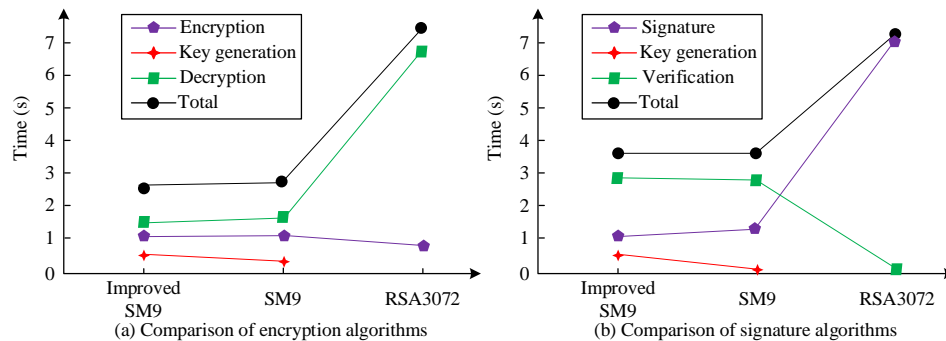 Encryption
Key generation
Decryption
Total
Time (s)
7
6
5
4
3
2
1
0
Improved
SM9
SM9
RSA3072
(a) Comparison of encryption algorithms
Signature
Key generation
Verification
Total
Time (s)
7
6
5
4
3
2
1
0
Improved
SM9
SM9
RSA3072
(b) Comparison of signature algorithms